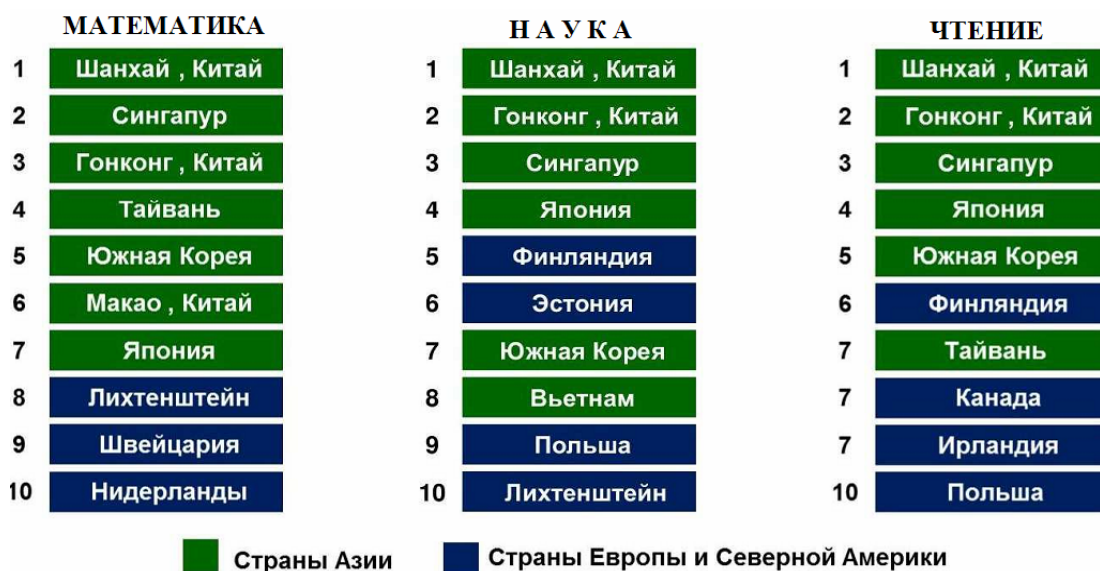 МАТЕМАТИКА
1 Шанхай , Китай
2 Сингапур
3 Гонконг , Китай
4 Тайвань
5 Южная Корея
6 Макао , Китай
7 Япония
8 Лихтенштейн
9 Швейцария
10 Нидерланды
Н А У К А
1 Шанхай , Китай
2 Гонконг , Китай
3 Сингапур
4 Япония
5 Финляндия
6 Эстония
7 Южная Корея
8 Вьетнам
9 Польша
10 Лихтенштейн
ЧТЕНИЕ
1 Шанхай , Китай
2 Гонконг , Китай
3 Сингапур
4 Япония
5 Южная Корея
6 Финляндия
7 Тайвань
7 Канада
7 Ирландия
10 Польша
Страны Азии
Страны Европы и Северной Америки